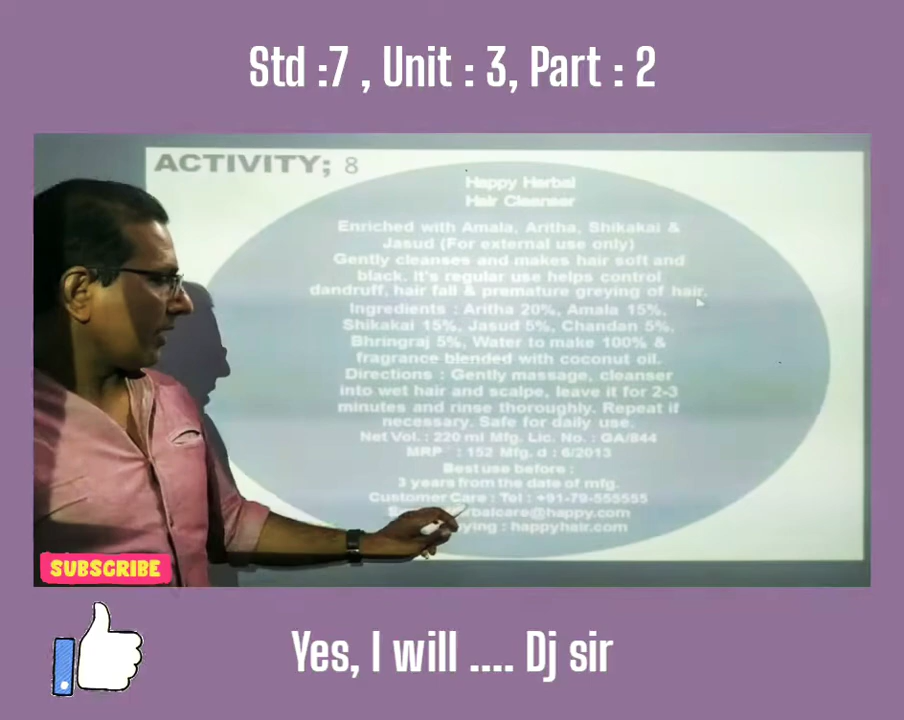 Std :7 , Unit : 3, Part : 2
ACTIVITY; 8
Happy Herbal
Hair Cleanser
Enriched with Amala, Aritha, Shikakai &
Jasud (For external use only)
Gently cleanses and makes hair soft and
black. It's regular use helps control
dandruff, hair fall & premature greying of hair.
Ingredients : Aritha 20%, Amala 15%,
Shikakai 15%, Jasud 5%, Chandan 5%,
Bhringraj 5%, Water to make 100% &
fragrance blended with coconut oil.
Directions : Gently massage, cleanser
into wet hair and scalpe, leave it for 2-3
minutes and rinse thoroughly. Repeat if
necessary. Safe for daily use.
Net Vol. : 220 ml Mfg. Lic. No. : GA/844
MRP : 152 Mfg. d : 6/2013
Best use before :
3 years from the date of mfg.
Customer Care : Tel : +91-79-555555
rbalcare@happy.com
ying : happyhair.com
SUBSCRIBE
Yes, I will .... Dj sir